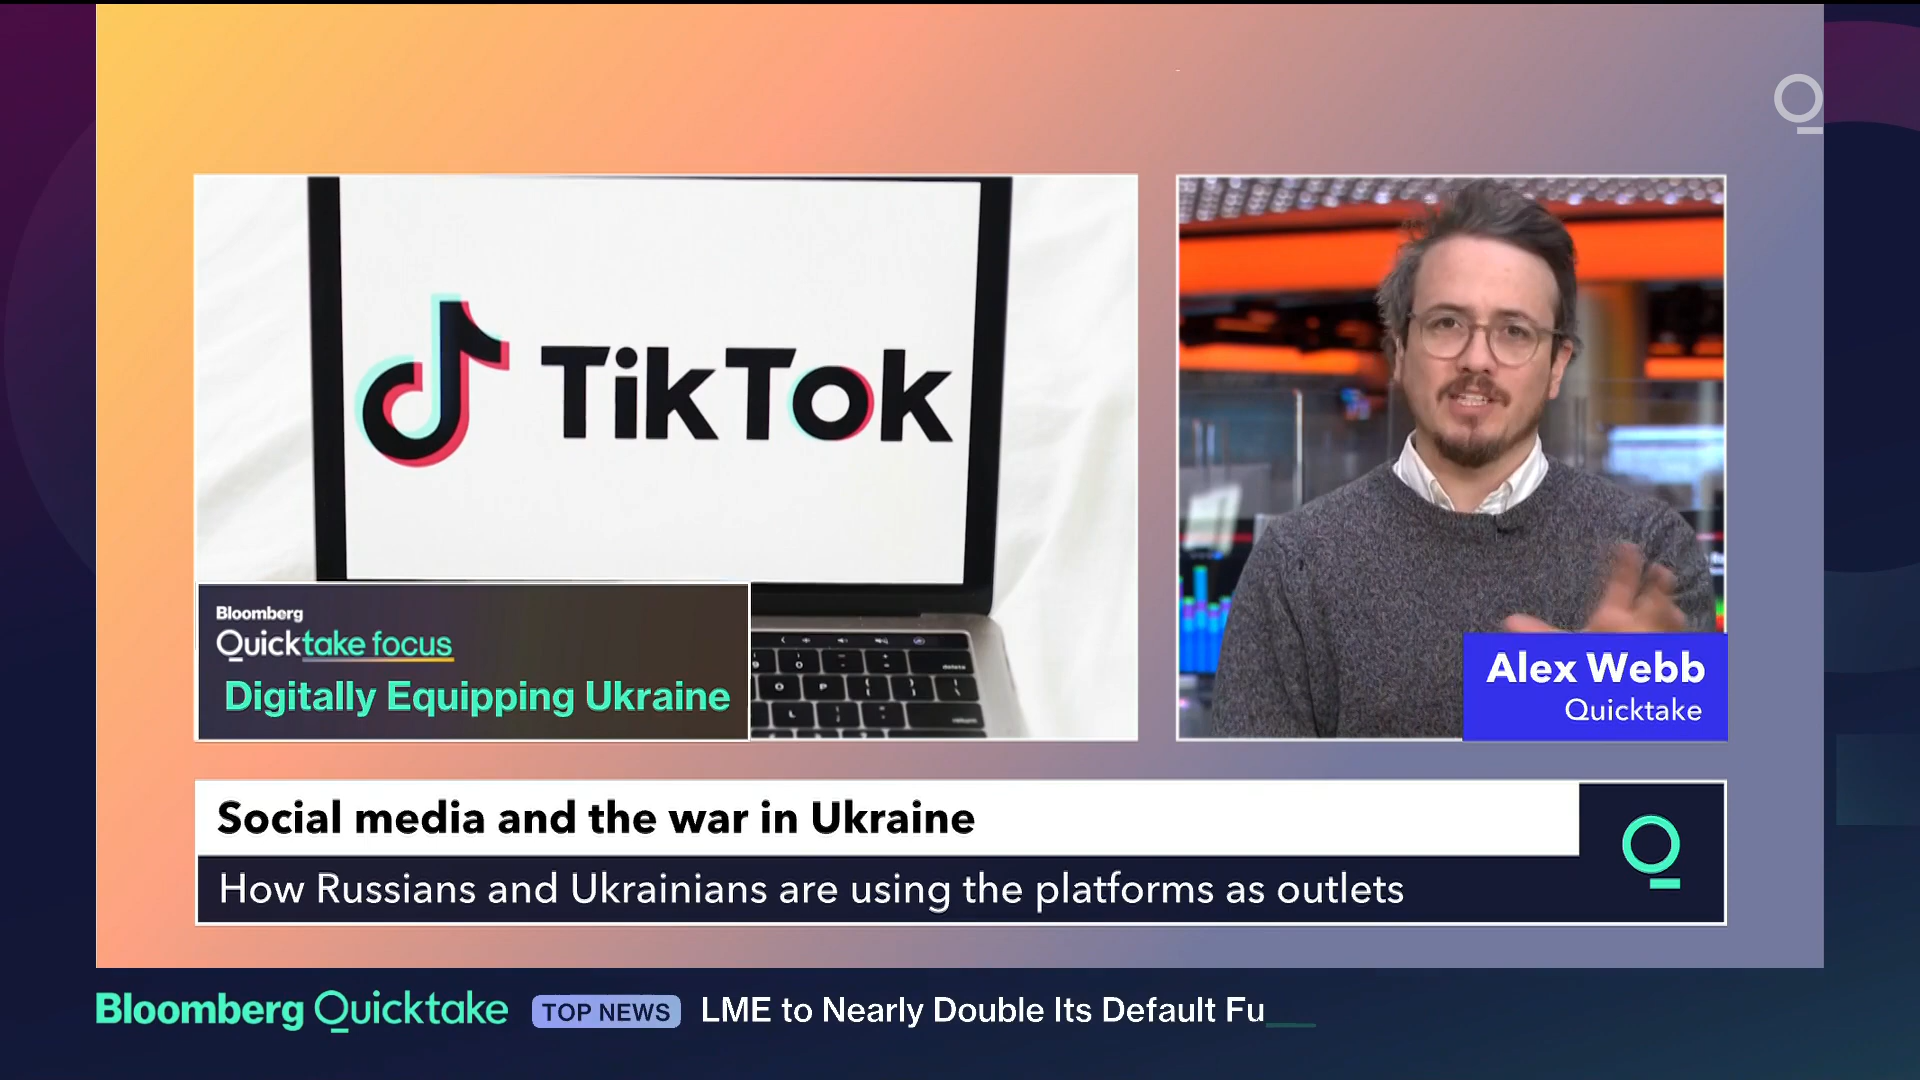 TikTok
delete
return
Bloomberg
Quicktake focus
Digitally Equipping Ukraine
Alex Webb
Quicktake
Social media and the war in Ukraine
How Russians and Ukrainians are using the platforms as outlets
Bloomberg Quicktake
TOP NEWS
LME to Nearly Double Its Default Fu